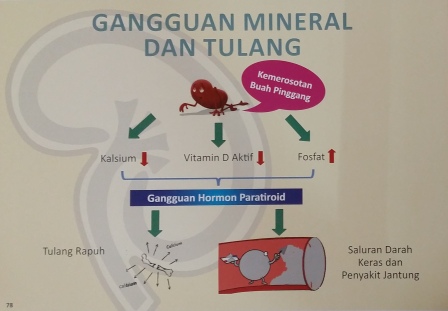 GANGGUAN MINERAL
DAN TULANG
Kemerosotan
Buah Pinggang
Kalsium
Vitamin D Aktif
Fosfat
Gangguan Hormon Paratiroid
Tulang Rapuh
Calcium
Calcium
Saluran Darah
Keras dan
Penyakit Jantung
78